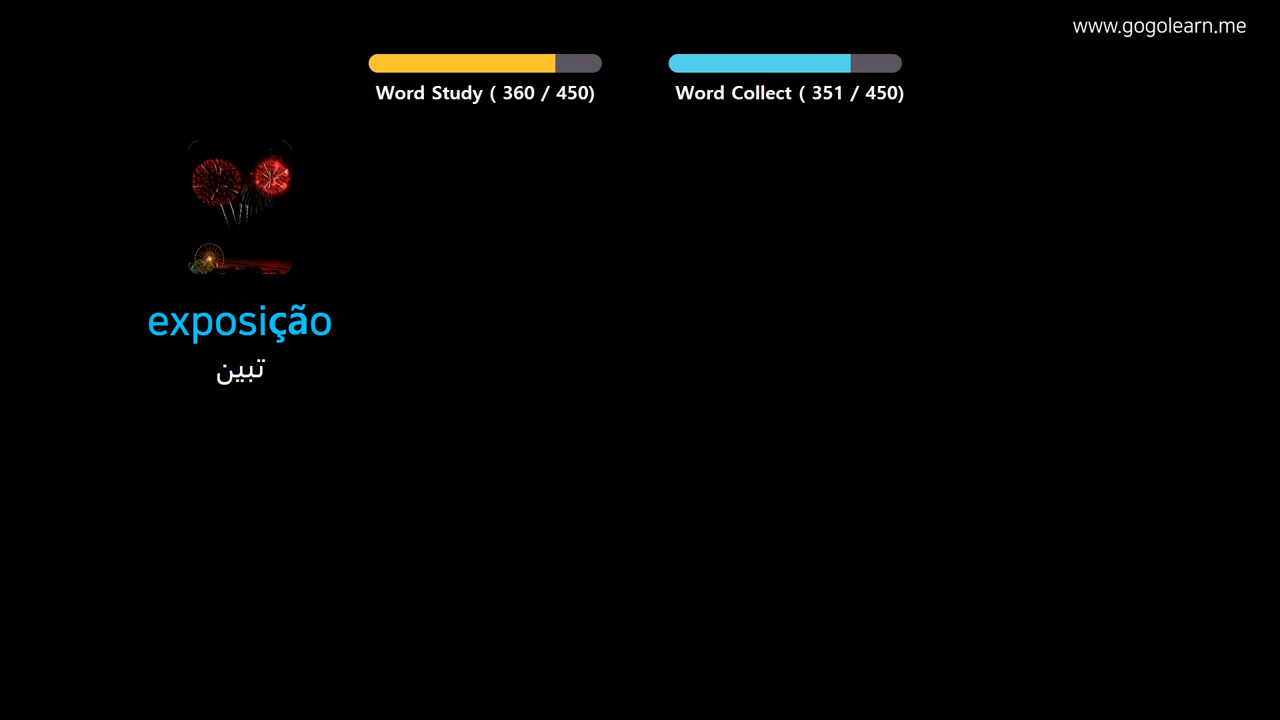 www.gogolearn.me
Word Study ( 360 / 450)
Word Collect ( 351 / 450)
exposição
تبين